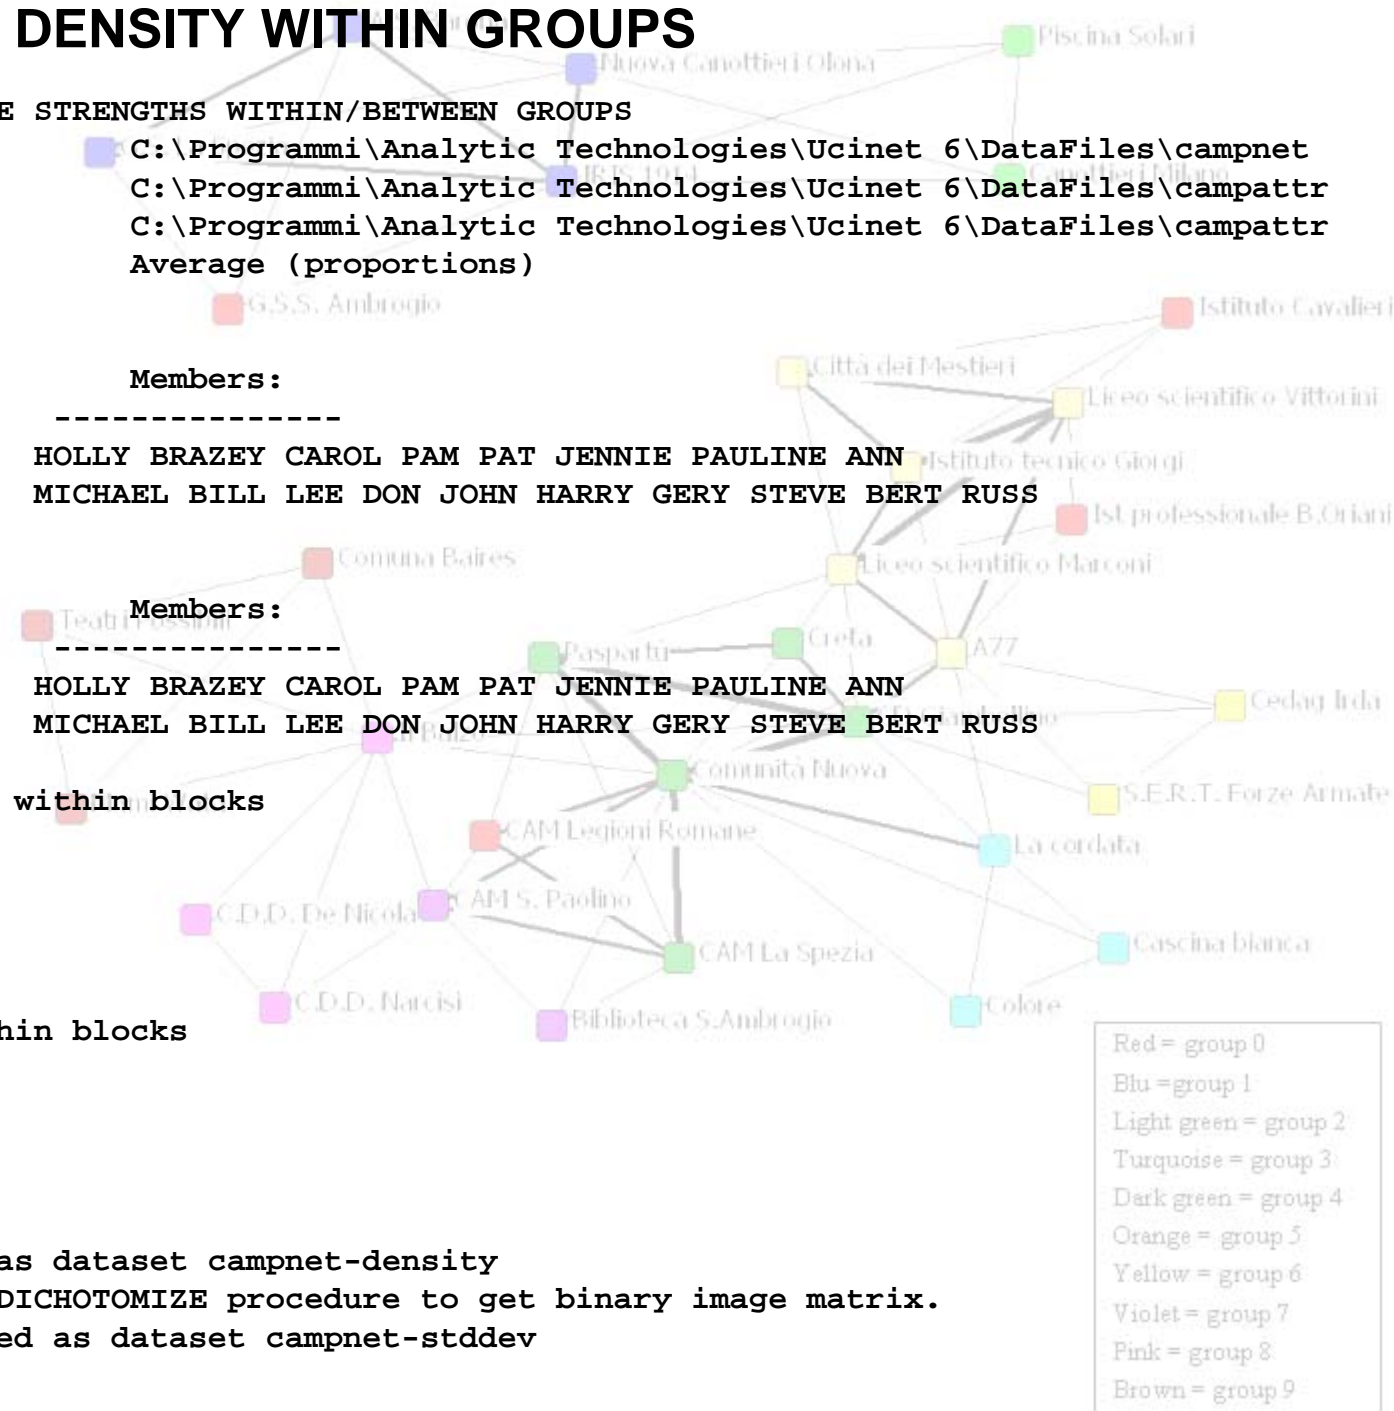 DENSITY WITHIN GROUPS
Piscina Solari
Nuova Canottieri Olona
E STRENGTHS WITHIN/BETWEEN GROUPS
C:\Programmi\Analytic Technologies\Ucinet 6\DataFiles\campnet
IRIS 1914
Canottieri Milano
C:\Programmi\Analytic Technologies\Ucinet 6\DataFiles\campattr
C:\Programmi\Analytic Technologies\Ucinet 6\DataFiles\campattr
Average (proportions)
G.S.S. Ambrogio
Istituto Cavalieri
Members:
Città dei Mestieri
Liceo scientifico Vittorini
---------------
HOLLY BRAZEY CAROL PAM PAT JENNIE PAULINE ANN
Istituto tecnico Giorgi
MICHAEL BILL LEE DON JOHN HARRY GERY STEVE BERT RUSS
Ist professionale B.Oriani
Comuna Baires
Liceo scientifico Marconi
Members:
Teatri Possibili
---------------
Paspartù
Creta
A77
HOLLY BRAZEY CAROL PAM PAT JENNIE PAULINE ANN
Cedag Irda
MICHAEL BILL LEE DON JOHN HARRY GERY STEVE BERT RUSS
Giambellino
Comunità Nuova
within blocks
S.E.R.T. Forze Armate
CAM Legioni Romane
La cordata
CAM S. Paolino
C.D.D. De Nicola
CAM La Spezia
Cascina bianca
C.D.D. Narcisi
Biblioteca S.Ambrogio
Colore
hin blocks
Red = group 0
Blu =group 1
Light green = group 2
Turquoise = group 3
Dark green = group 4
Orange = group 5
Yellow = group 6
Violet = group 7
Pink = group 8
Brown = group 9
as dataset campnet-density
DICHOTOMIZE procedure to get binary image matrix.
ed as dataset campnet-stddev